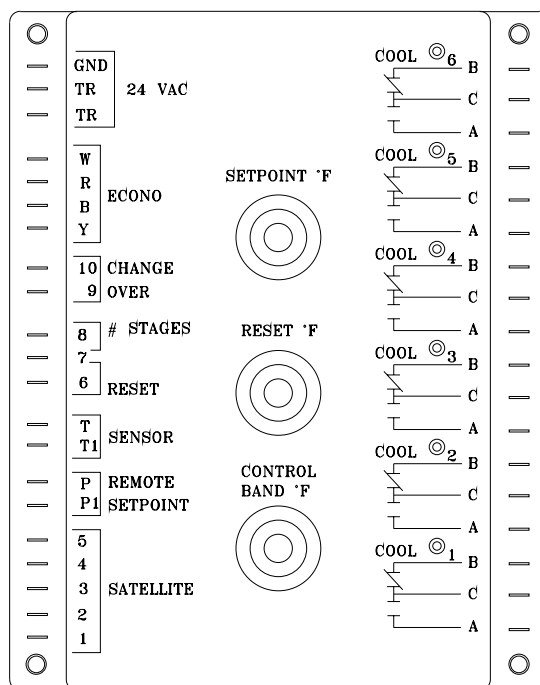 GND
TR 24 VAC
TR
W
R
B ECONO
Y
10 CHANGE
9 OVER
8 # STAGES
7
6 RESET
T SENSOR
T1
P REMOTE
P1 SETPOINT
5
4
3 SATELLITE
2
1
SETPOINT °F
RESET °F
CONTROL
BAND °F
COOL 6 B
C
A
COOL 5 B
C
A
COOL 4 B
C
A
COOL 3 B
C
A
COOL 2 B
C
A
COOL 1 B
C
A